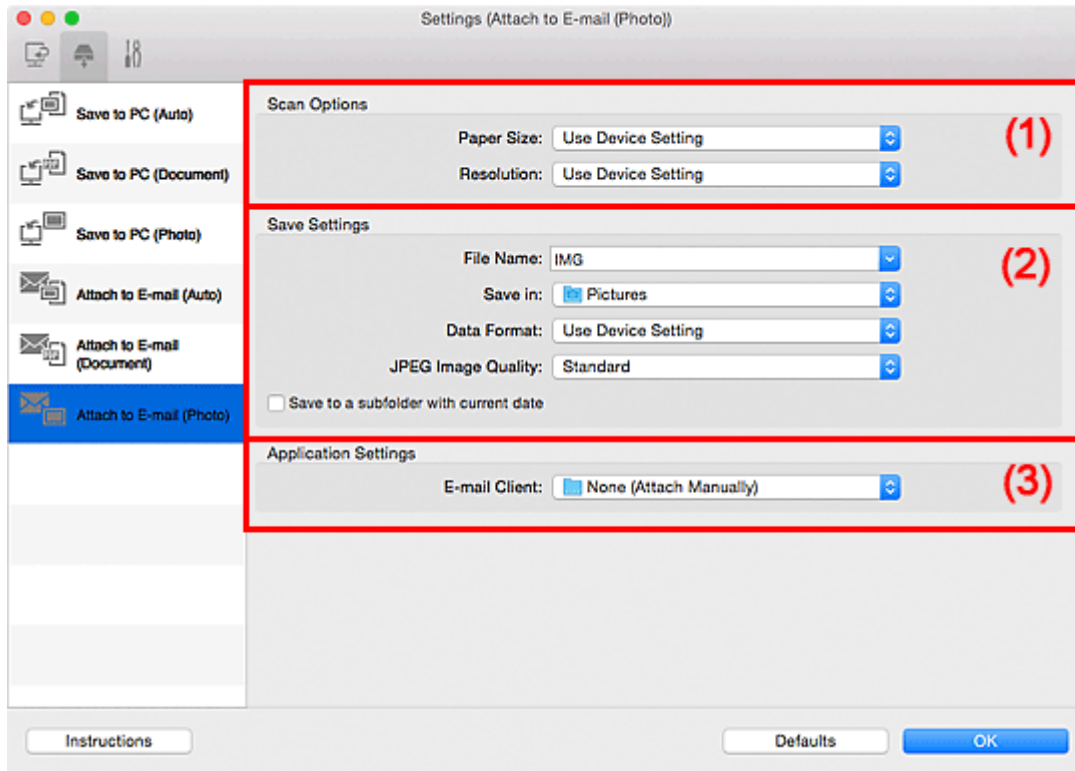 Settings (Attach to E-mail (Photo))
Save to PC (Auto)
Save to PC (Document)
Save to PC (Photo)
Attach to E-mail (Auto)
Attach to E-mail
(Document)
Attach to E-mail (Photo)
Scan Options
(1)
Paper Size: Use Device Setting
Resolution: Use Device Setting
Save Settings
(2)
File Name: IMG
Save in: Pictures
Data Format: Use Device Setting
JPEG Image Quality: Standard
Save to a subfolder with current date
Application Settings
(3)
E-mail Client: None (Attach Manually)
Instructions
Defaults
OK